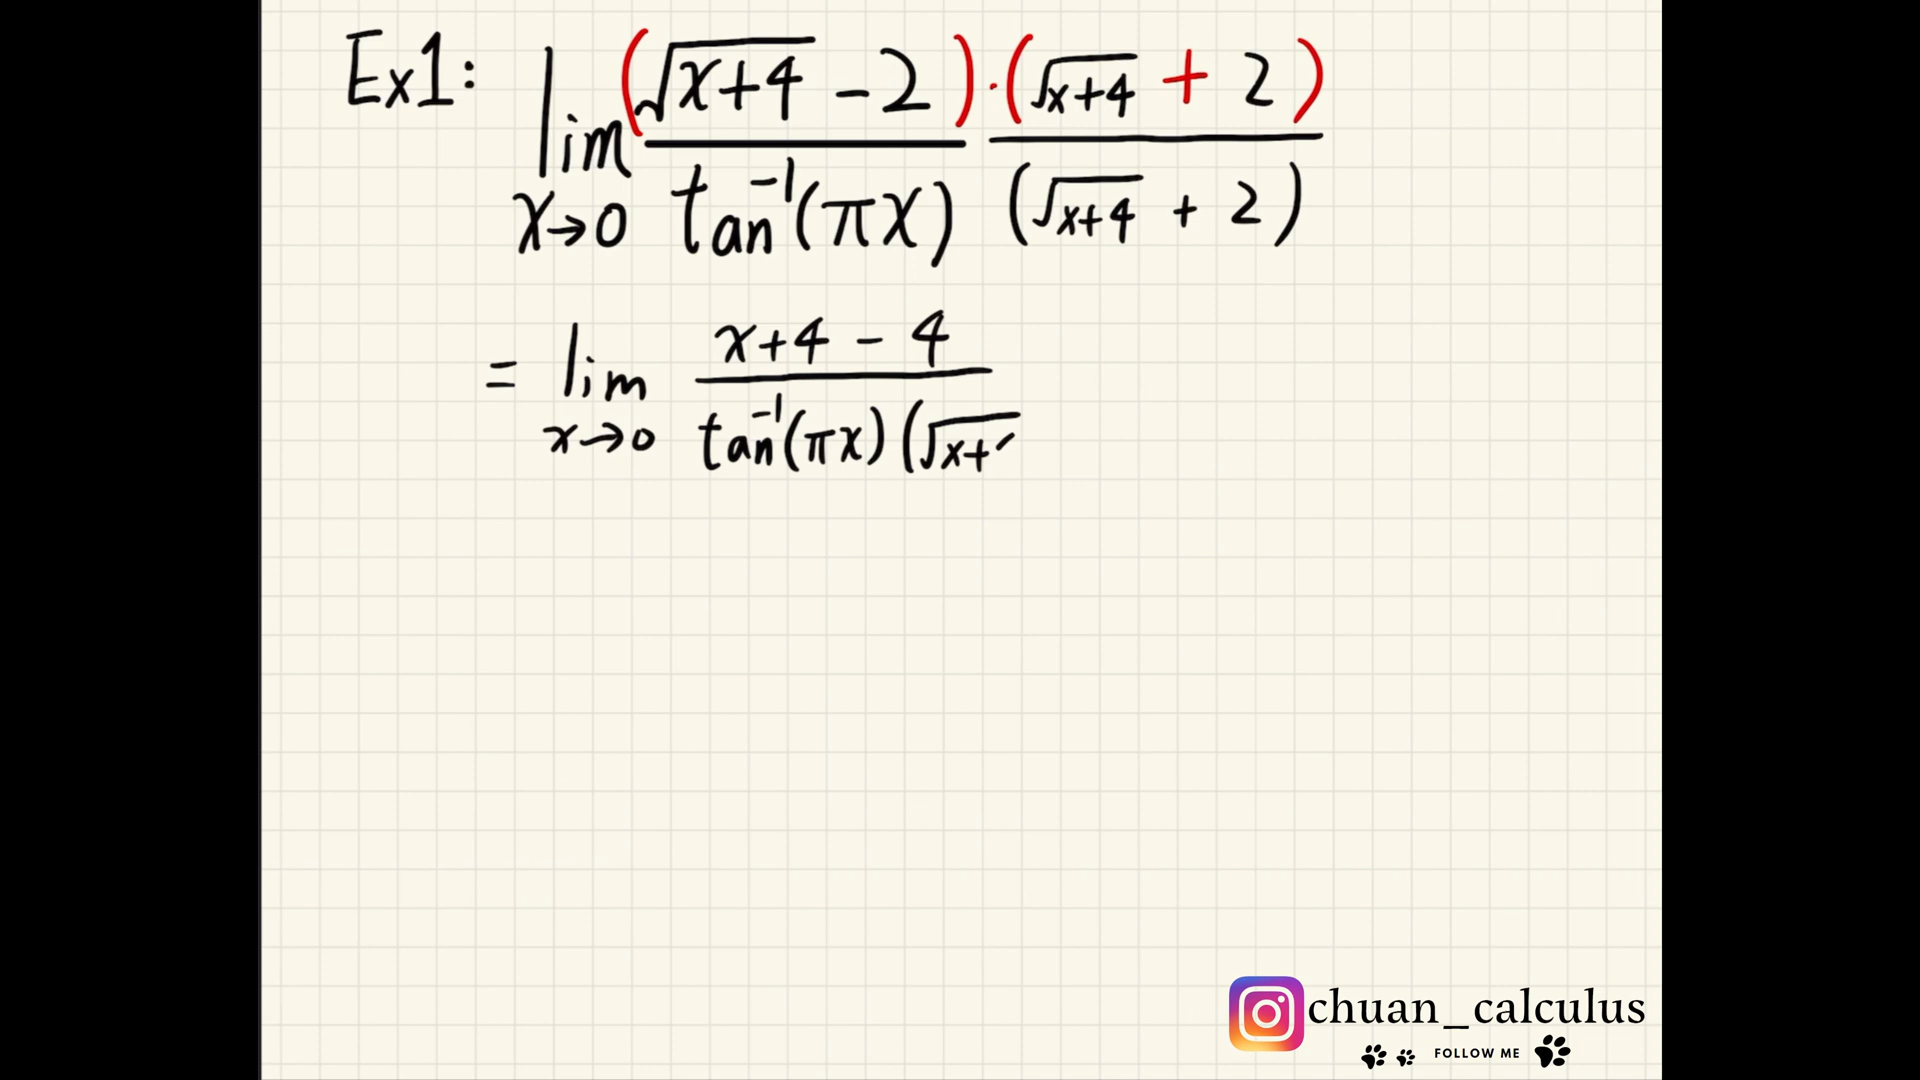 Ex1: lim x→0 (√(x+4) - 2)·(√(x+4) + 2)
tan⁻¹(πx) (√(x+4) + 2)
= lim x→0 x+4 - 4
tan⁻¹(πx)(√x+
chuan_calculus
FOLLOW ME